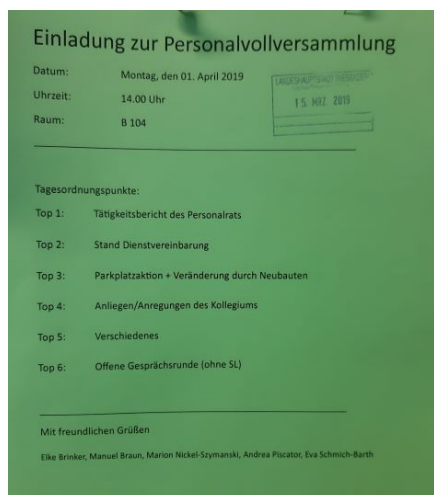 Einladung zur Personalvollversammlung
Datum: Montag, den 01. April 2019
Uhrzeit: 14.00 Uhr
Raum: B 104
15. MRZ. 2019
Tagesordnungspunkte:
Top 1: Tätigkeitsbericht des Personalrats
Top 2: Stand Dienstvereinbarung
Top 3: Parkplatzaktion + Veränderung durch Neubauten
Top 4: Anliegen/Anregungen des Kollegiums
Top 5: Verschiedenes
Top 6: Offene Gesprächsrunde (ohne SL)
Mit freundlichen Grüßen
Elke Brinker, Manuel Braun, Marion Nickel-Szymanski, Andrea Piscator, Eva Schmich-Barth